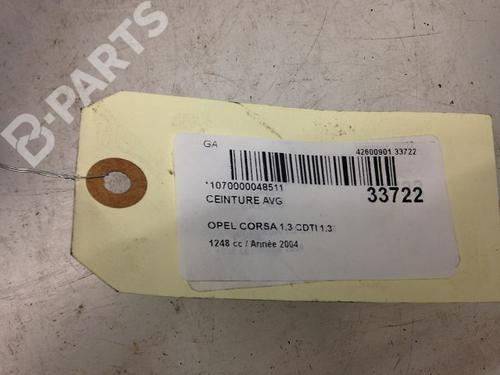 B-PARTS
GA
42600901 33722
*1070000048511
CEINTURE AVG
33722
OPEL CORSA 1.3 CDTI 1.3
1248 cc / Année 2004